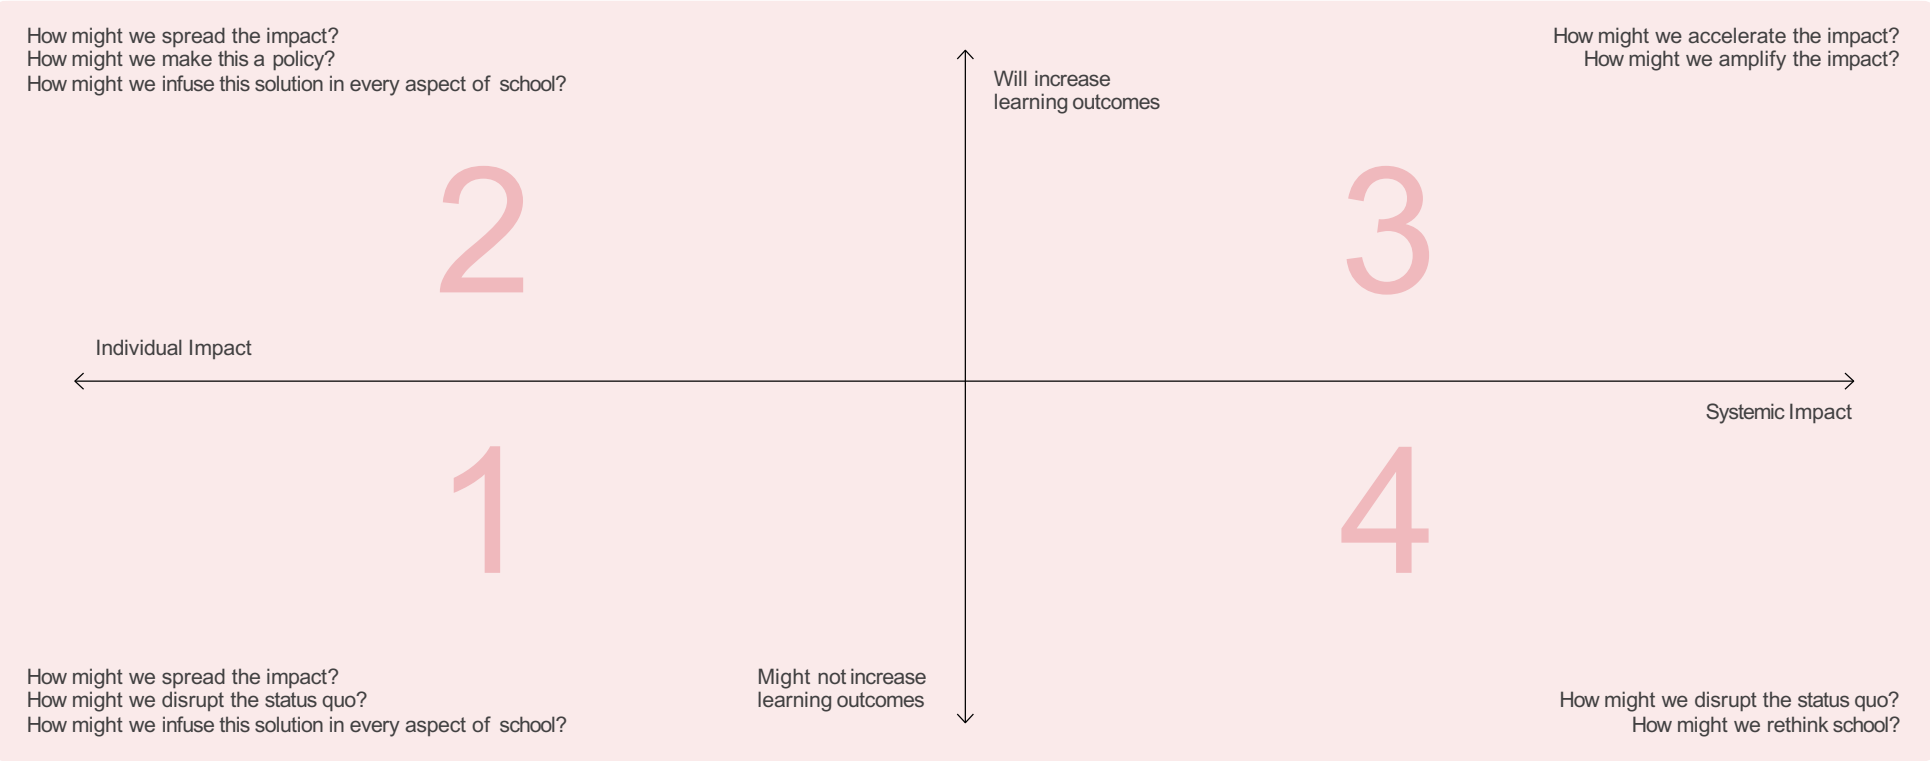 How might we spread the impact?
How might we make this a policy?
How might we infuse this solution in every aspect of school?
How might we accelerate the impact?
How might we amplify the impact?
Will increase
learning outcomes
2
3
Individual Impact
Systemic Impact
1
4
How might we spread the impact?
How might we disrupt the status quo?
How might we infuse this solution in every aspect of school?
Might not increase
learning outcomes
How might we disrupt the status quo?
How might we rethink school?